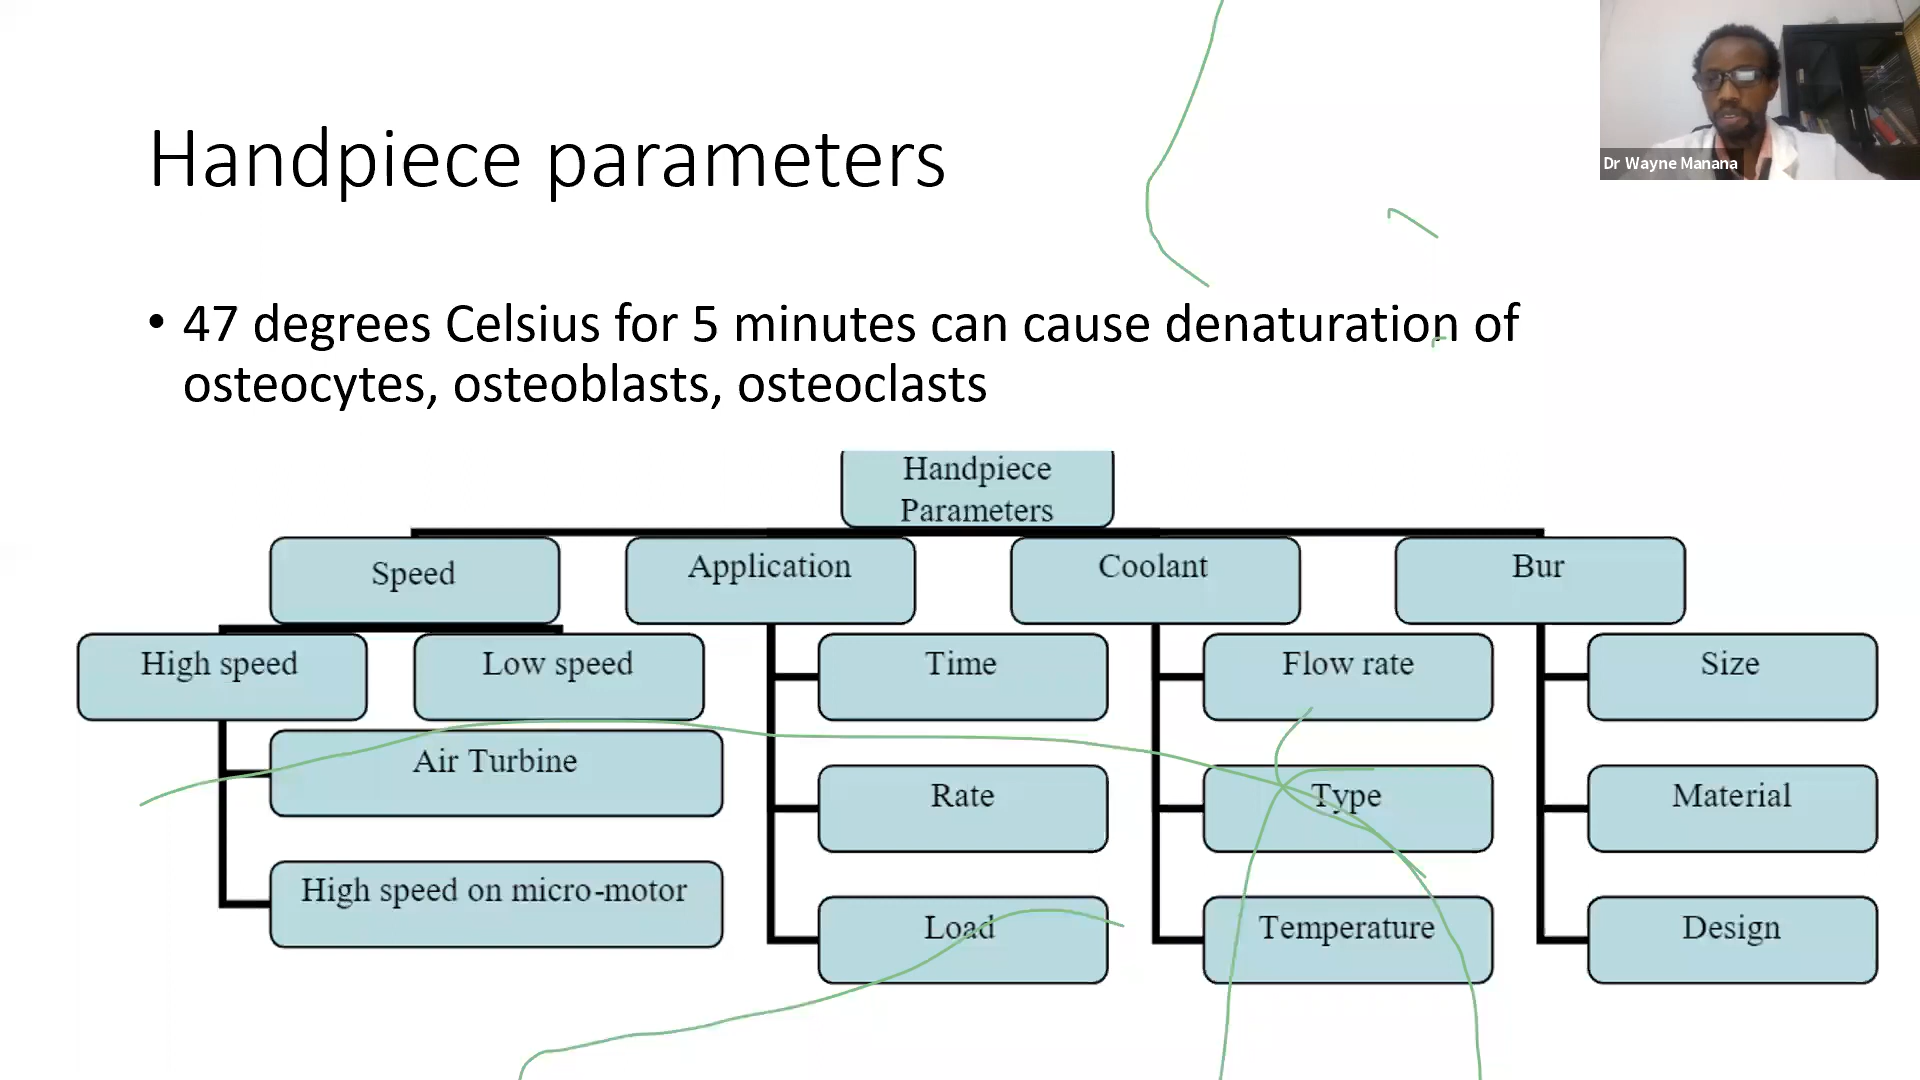 Handpiece parameters
Dr Wayne Manana
• 47 degrees Celsius for 5 minutes can cause denaturation of
osteocytes, osteoblasts, osteoclasts
Handpiece
Parameters
Speed
Application
Coolant
Bur
High speed
Low speed
Time
Flow rate
Size
Air Turbine
Rate
Type
Material
High speed on micro-motor
Load
Temperature
Design